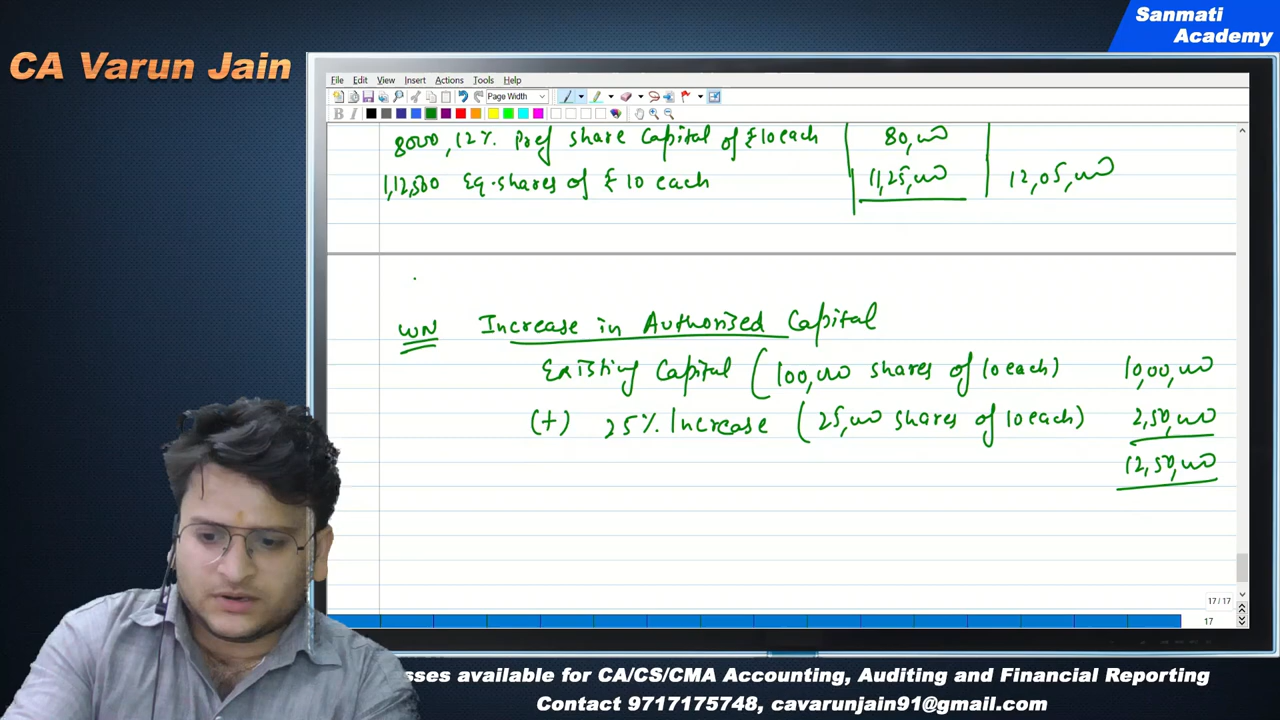 Sanmati
Academy
CA Varun Jain
File Edit View Insert Actions Tools Help
Page Width
8000, 12% Pref share Capital of ₹10 each 80,000
1,12,500 Eq. shares of ₹10 each 11,25,000 12,05,000
WN Increase in Authorised Capital
Existing Capital (100,000 shares of 10 each) 10,00,000
(+) 25% Increase (25,000 shares of 10 each) 2,50,000
12,50,000
17/17
17
sses available for CA/CS/CMA Accounting, Auditing and Financial Reporting
Contact 9717175748, cavarunjain91@gmail.com